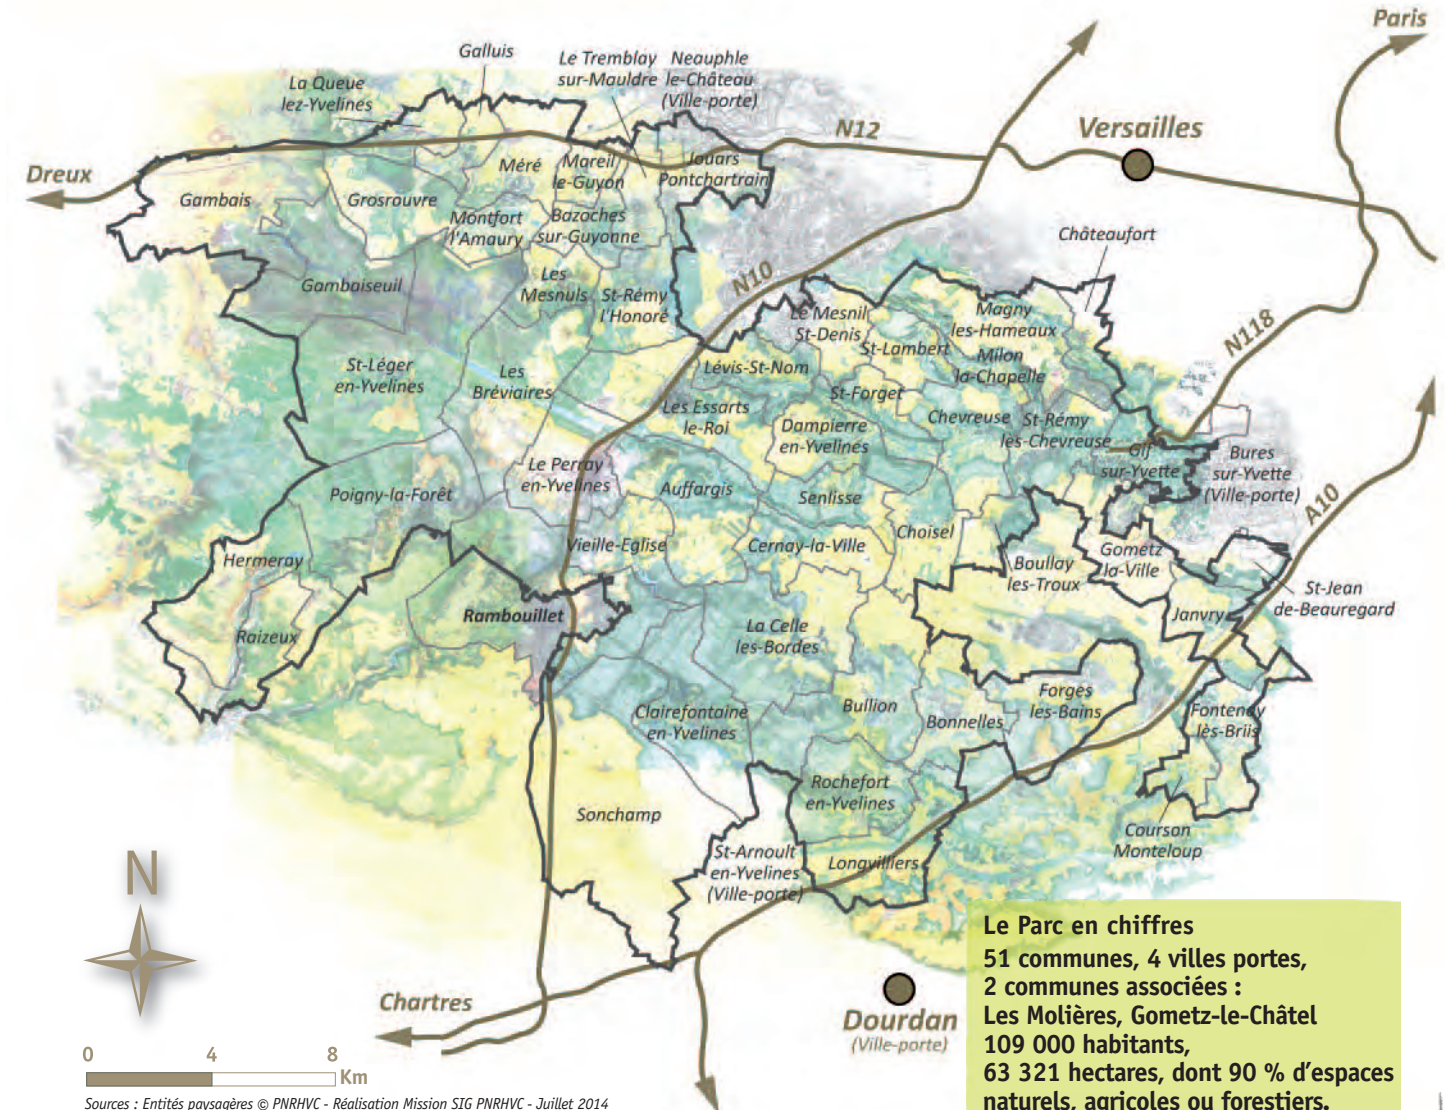 Paris
Galluis
Le Tremblay
sur-Mauldre
Neauphle
le-Château
(Ville-porte)
La Queue
lez-Yvelines
N12
Versailles
Dreux
Gambais
Grosrouvre
Méré
Mareil
le-Guyon
Jouars
Pontchartrain
Montfort
l'Amaury
Bazoches
sur-Guyonne
Châteaufort
Gambaiseuil
Les
Mesnuls
St-Rémy
l'Honoré
N10
Le Mesnil
St-Denis
Magny
les-Hameaux
St-Lambert
Milon
la-Chapelle
N118
St-Léger
en-Yvelines
Les
Bréviaires
Lévis-St-Nom
St-Forget
Les Essarts
le-Roi
Dampierre
en-Yvelines
Chevreuse
St-Rémy
lès-Chevreuse
Gif
sur-Yvette
Bures
sur-Yvette
(Ville-porte)
Le Perray
en-Yvelines
Poigny-la-Forêt
Auffargis
Senlisse
A10
Hermeray
Vieille-Eglise
Cernay-la-Ville
Choisel
Boullay
les-Troux
Gometz
la-Ville
St-Jean
de-Beauregard
Raizeux
Rambouillet
La Celle
les-Bordes
Janvry
Clairefontaine
en-Yvelines
Bullion
Bonnelles
Forges
les-Bains
Fontenay
lès-Briis
Rochefort
en-Yvelines
Sonchamp
Courson
Monteloup
St-Arnoult
en-Yvelines
(Ville-porte)
Longvilliers
N
Chartres
Dourdan
(Ville-porte)
0 4 8
Km
Sources : Entités paysagères © PNRHVC - Réalisation Mission SIG PNRHVC - Juillet 2014
Le Parc en chiffres
51 communes, 4 villes portes,
2 communes associées :
Les Molières, Gometz-le-Châtel
109 000 habitants,
63 321 hectares, dont 90 % d'espaces
naturels, agricoles ou forestiers.